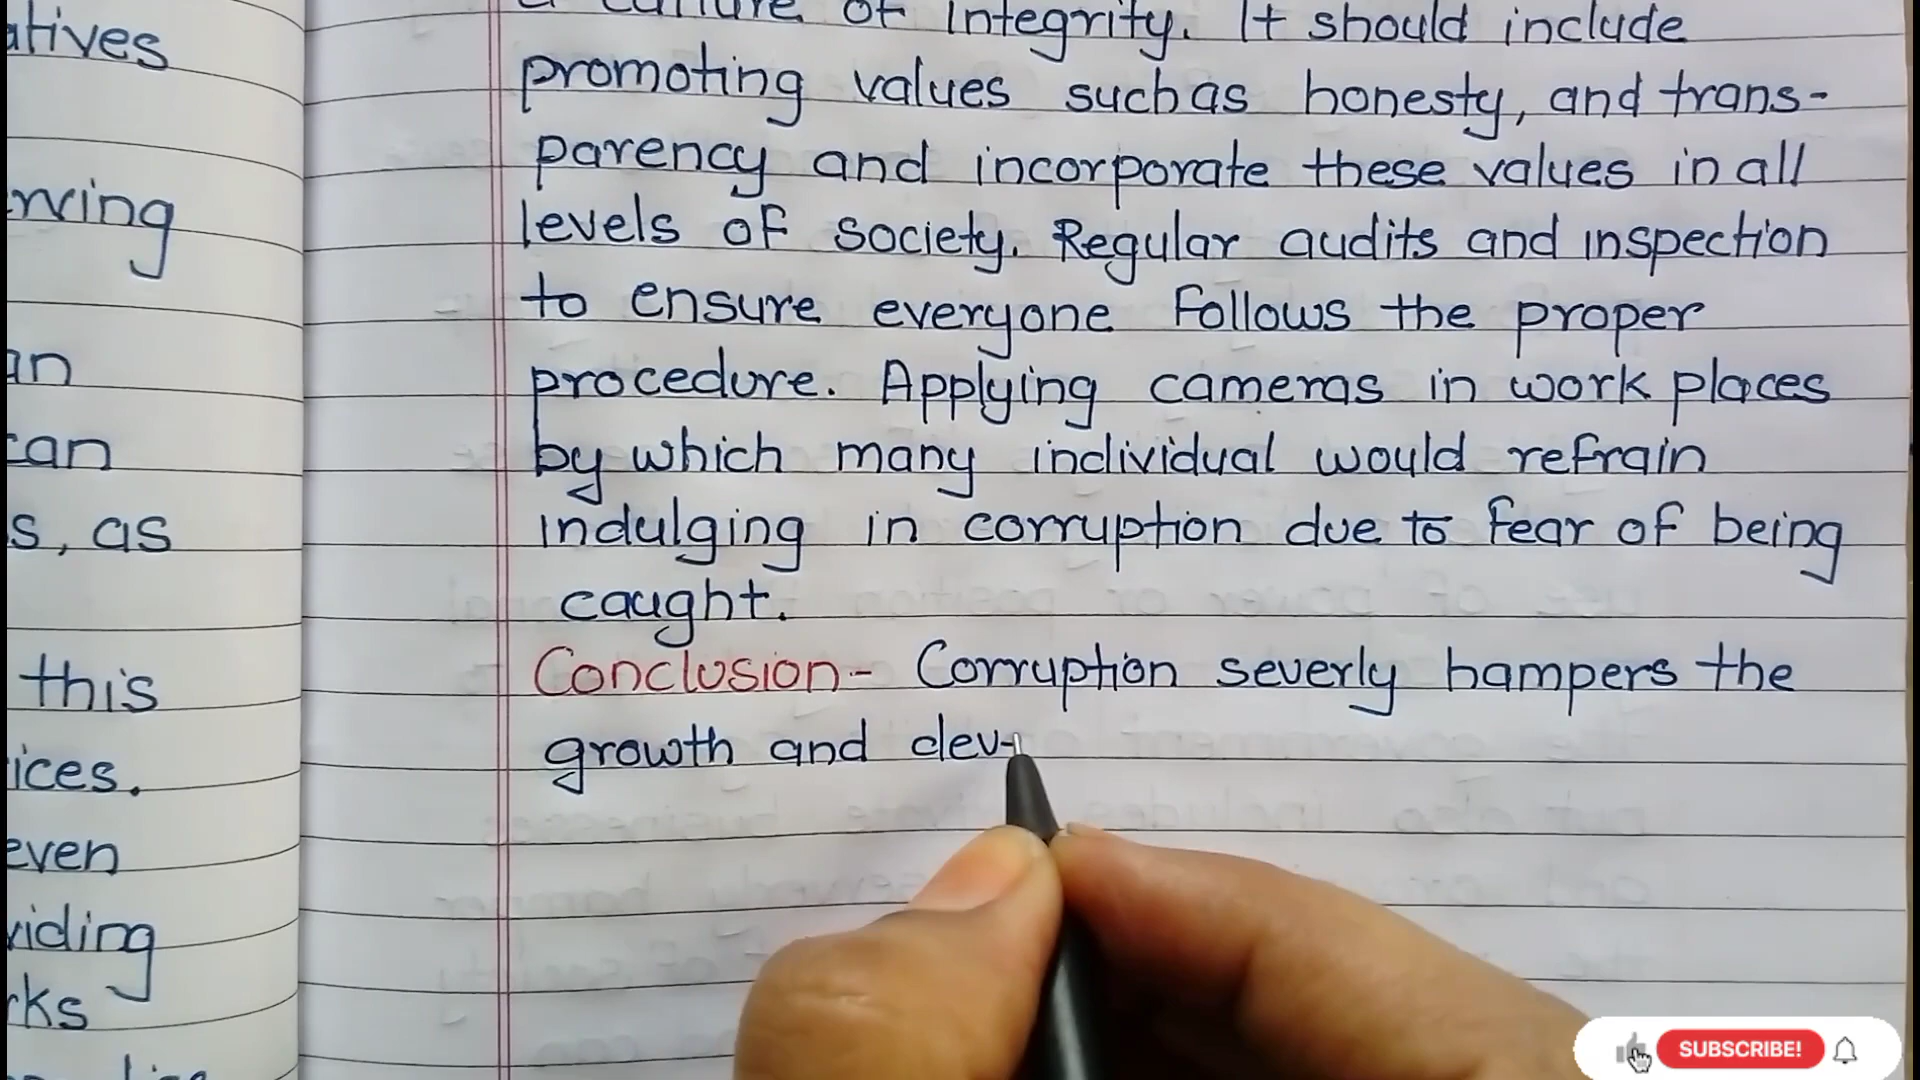 atives
ving
an
can
s, as
this
ices.
even
viding
rks
a culture of integrity. It should include
promoting values such as honesty, and trans-
parency and incorporate these values in all
levels of society. Regular audits and inspection
to ensure everyone follows the proper
procedure. Applying cameras in work places
by which many individual would refrain
indulging in corruption due to fear of being
caught.
Conclusion- Corruption severly hampers the
growth and dev-
SUBSCRIBE!